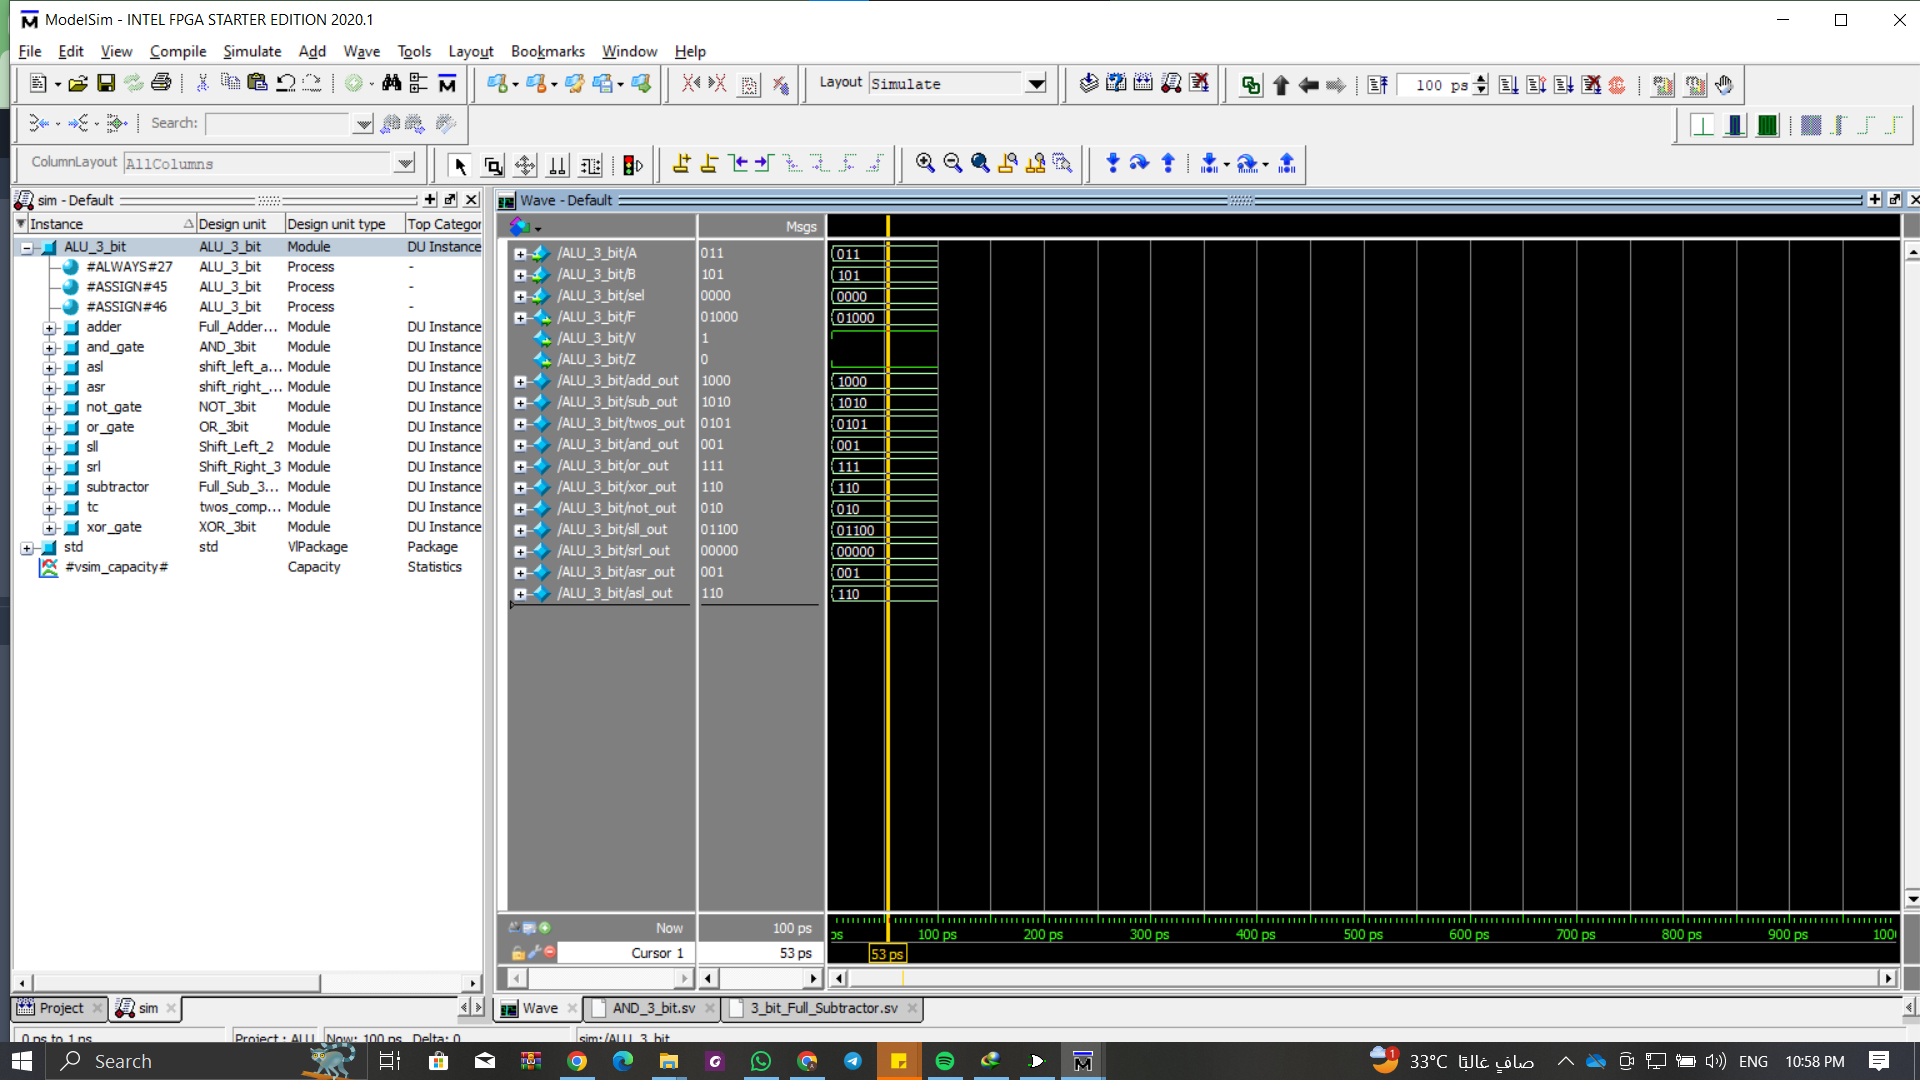 ModelSim - INTEL FPGA STARTER EDITION 2020.1
File Edit View Compile Simulate Add Wave Tools Layout Bookmarks Window Help
Layout Simulate
100 ps
Search:
ColumnLayout AllColumns
sim - Default
Instance Design unit Design unit type Top Categor
ALU_3_bit ALU_3_bit Module DU Instance
#ALWAYS#27 ALU_3_bit Process -
#ASSIGN#45 ALU_3_bit Process -
#ASSIGN#46 ALU_3_bit Process -
adder Full_Adder... Module DU Instance
and_gate AND_3bit Module DU Instance
asl shift_left_a... Module DU Instance
asr shift_right_... Module DU Instance
not_gate NOT_3bit Module DU Instance
or_gate OR_3bit Module DU Instance
sll Shift_Left_2 Module DU Instance
srl Shift_Right_3 Module DU Instance
subtractor Full_Sub_3... Module DU Instance
tc twos_comp... Module DU Instance
xor_gate XOR_3bit Module DU Instance
std std VlPackage Package
#vsim_capacity# Capacity Statistics
Wave - Default
Msgs
/ALU_3_bit/A 011 011
/ALU_3_bit/B 101 101
/ALU_3_bit/sel 0000 0000
/ALU_3_bit/F 01000 01000
/ALU_3_bit/V 1
/ALU_3_bit/Z 0
/ALU_3_bit/add_out 1000 1000
/ALU_3_bit/sub_out 1010 1010
/ALU_3_bit/twos_out 0101 0101
/ALU_3_bit/and_out 001 001
/ALU_3_bit/or_out 111 111
/ALU_3_bit/xor_out 110 110
/ALU_3_bit/not_out 010 010
/ALU_3_bit/sll_out 01100 01100
/ALU_3_bit/srl_out 00000 00000
/ALU_3_bit/asr_out 001 001
/ALU_3_bit/asl_out 110 110
Now 100 ps
ps 100 ps 200 ps 300 ps 400 ps 500 ps 600 ps 700 ps 800 ps 900 ps 100
Cursor 1 53 ps 53 ps
Project sim
Wave AND_3_bit.sv 3_bit_Full_Subtractor.sv
0 ps to 1 ns Project : ALU Now: 100 ps Delta: 0 sim:/ALU_3_bit
Search
1 33°C صافٍ غالبًا ENG 10:58 PM